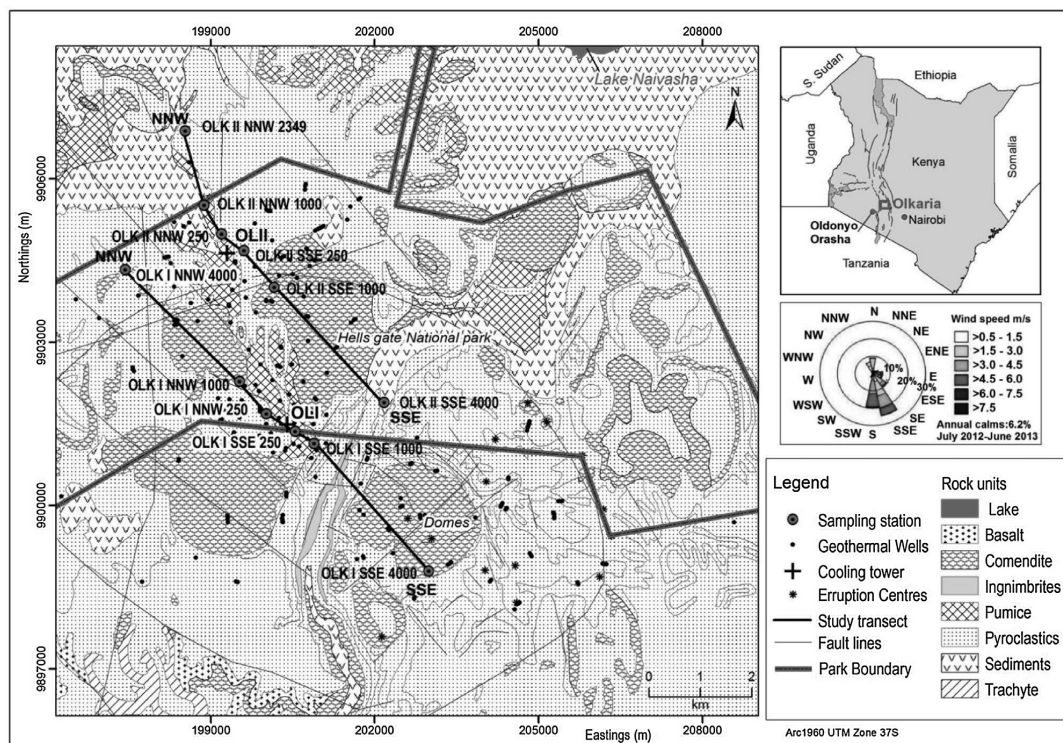 199000
202000
205000
208000
Lake Naivasha
N
NNW
OLK II NNW 2349
9906000
OLK II NNW 1000
OLK II NNW 250
OLII
OLK II SSE 250
NNW
OLK I NNW 4000
OLK II SSE 1000
Northings (m)
9903000
Hells gate National park
OLK I NNW 1000
OLK II SSE 4000
SSE
OLK I NNW 250
OLI
OLK I SSE 250
OLK I SSE 1000
9900000
Domes
OLK I SSE 4000
SSE
9897000
0 1 2
km
199000
202000
205000
208000
Eastings (m)
S. Sudan
Ethiopia
Uganda
Kenya
Somalia
Olkaria
Nairobi
Oldonyo
Orasha
Tanzania
N
NNE
NE
ENE
E
ESE
SE
SSE
S
SSW
SW
WSW
W
WNW
NW
NNW
10%
20%
30%
Wind speed m/s
>0.5 - 1.5
>1.5 - 3.0
>3.0 - 4.5
>4.5 - 6.0
>6.0 - 7.5
>7.5
Annual calms:6.2%
July 2012-June 2013
Legend
Sampling station
Geothermal Wells
Cooling tower
Erruption Centres
Study transect
Fault lines
Park Boundary
Rock units
Lake
Basalt
Comendite
Ingnimbrites
Pumice
Pyroclastics
Sediments
Trachyte
Arc1960 UTM Zone 37S